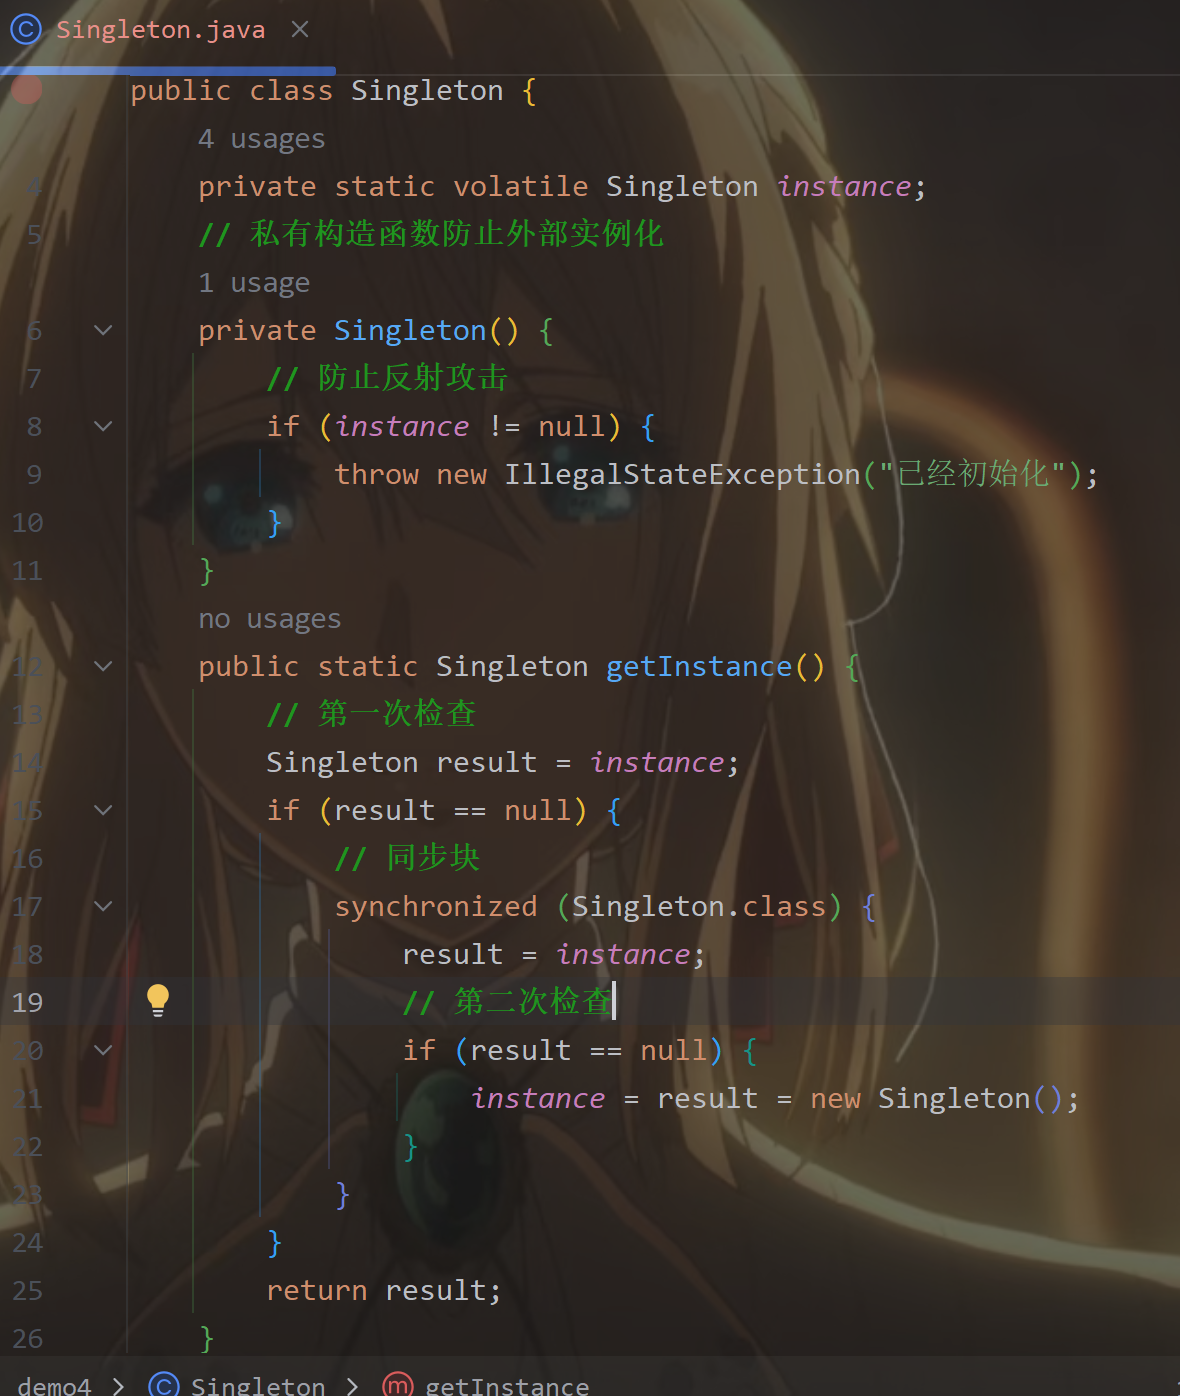 Singleton.java
public class Singleton {
4 usages
4 private static volatile Singleton instance;
5 // 私有构造函数防止外部实例化
1 usage
6 private Singleton() {
7 // 防止反射攻击
8 if (instance != null) {
9 throw new IllegalStateException("已经初始化");
10 }
11 }
no usages
12 public static Singleton getInstance() {
13 // 第一次检查
14 Singleton result = instance;
15 if (result == null) {
16 // 同步块
17 synchronized (Singleton.class) {
18 result = instance;
19 // 第二次检查
20 if (result == null) {
21 instance = result = new Singleton();
22 }
23 }
24 }
25 return result;
26 }
demo4 > Singleton > getInstance